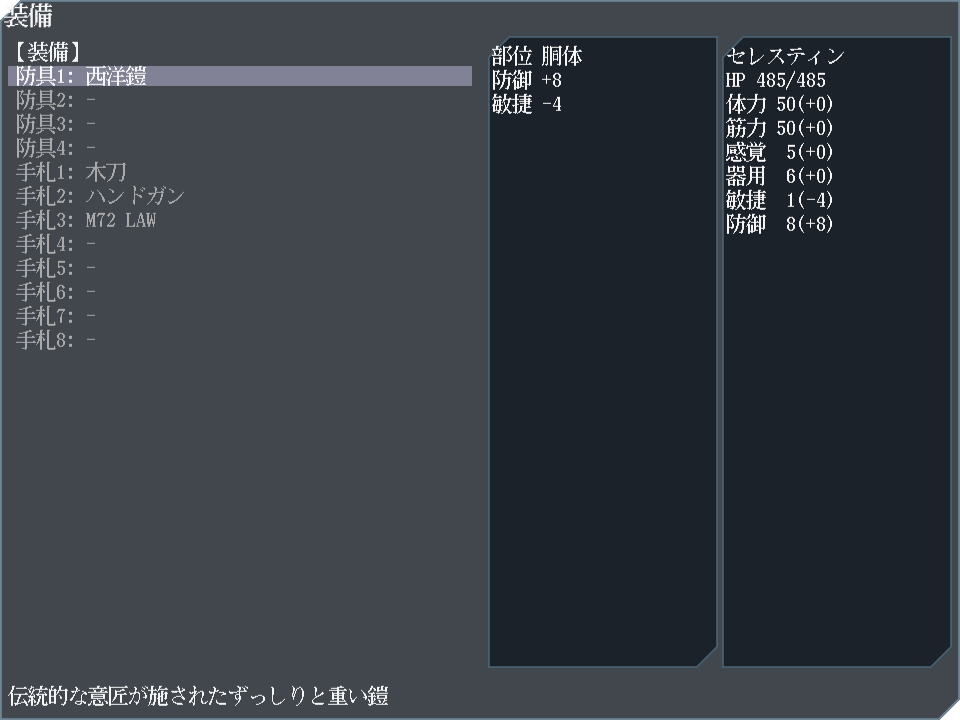 装備
【装備】
防具1: 西洋鎧
防具2: -
防具3: -
防具4: -
手札1: 木刀
手札2: ハンドガン
手札3: M72 LAW
手札4: -
手札5: -
手札6: -
手札7: -
手札8: -
部位 胴体
防御 +8
敏捷 -4
セレスティン
HP 485/485
体力 50(+0)
筋力 50(+0)
感覚 5(+0)
器用 6(+0)
敏捷 1(-4)
防御 8(+8)
伝統的な意匠が施されたずっしりと重い鎧